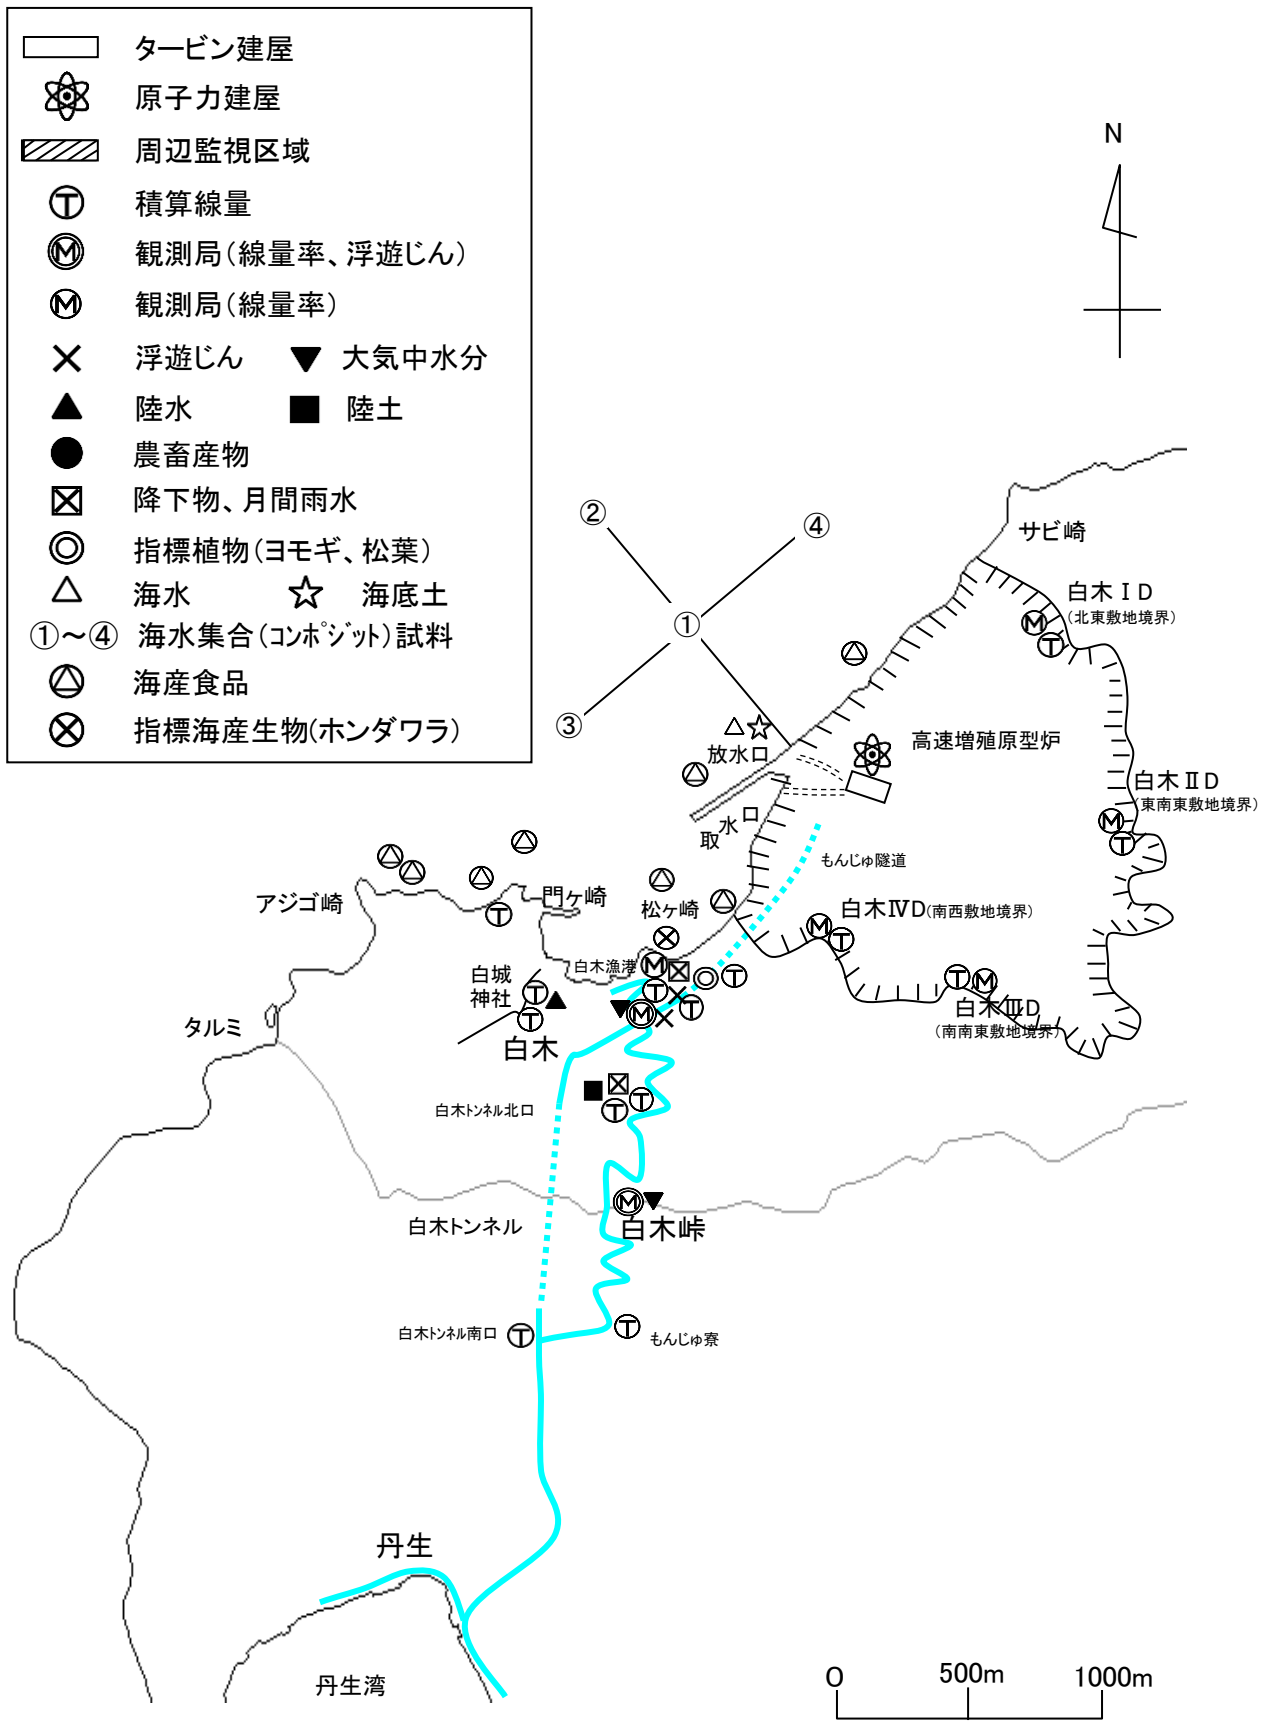 タービン建屋
原子力建屋
周辺監視区域
T 積算線量
M 観測局(線量率、浮遊じん)
M 観測局(線量率)
浮遊じん 大気中水分
陸水 陸土
農畜産物
降下物、月間雨水
指標植物(ヨモギ、松葉)
海水 海底土
①～④ 海水集合(コンポジット)試料
海産食品
指標海産生物(ホンダワラ)
N
②
④
①
③
サビ崎
白木ⅠD
(北東敷地境界)
M
T
放水口
高速増殖原型炉
白木ⅡD
(東南東敷地境界)
M
T
取水口
もんじゅ隧道
アジゴ崎
門ヶ崎
T
松ヶ崎
白木ⅣD(南西敷地境界)
M
T
白木漁港
M
T
T
T
M
白城
神社
T
T
白木
T
M
白木ⅢD
(南南東敷地境界)
タルミ
白木トンネル北口
T
T
M
白木峠
白木トンネル
白木トンネル南口
T
T
もんじゅ寮
丹生
丹生湾
0 500m 1000m